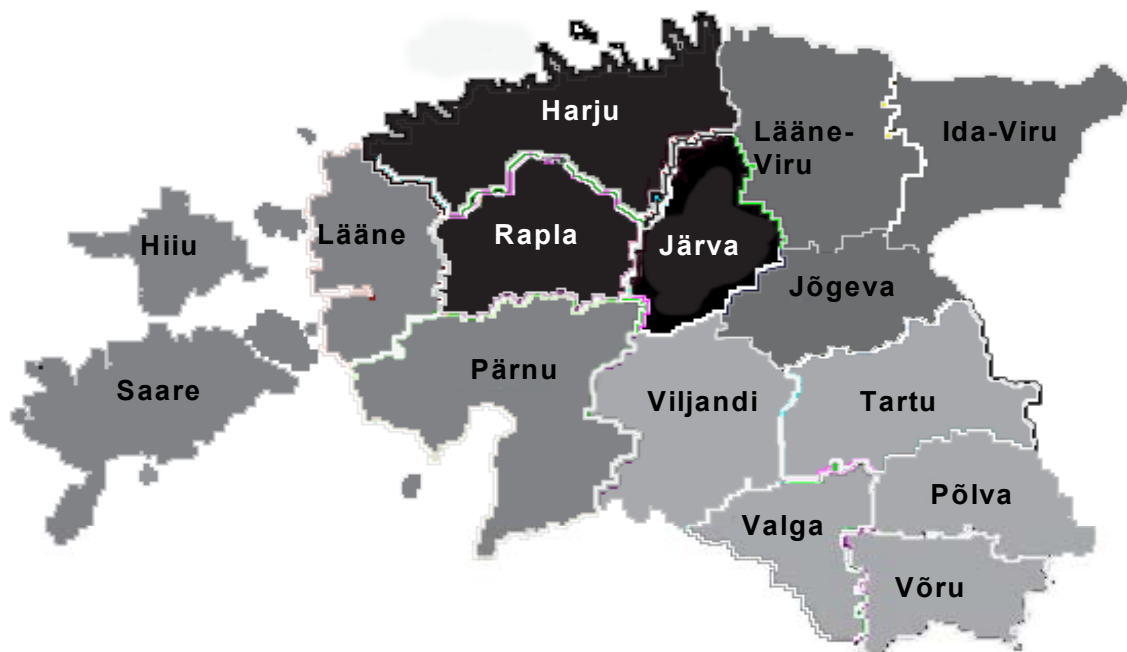 Harju
Lääne-
Viru
Ida-Viru
Hiiu
Lääne
Rapla
Järva
Jõgeva
Saare
Pärnu
Viljandi
Tartu
Põlva
Valga
Võru